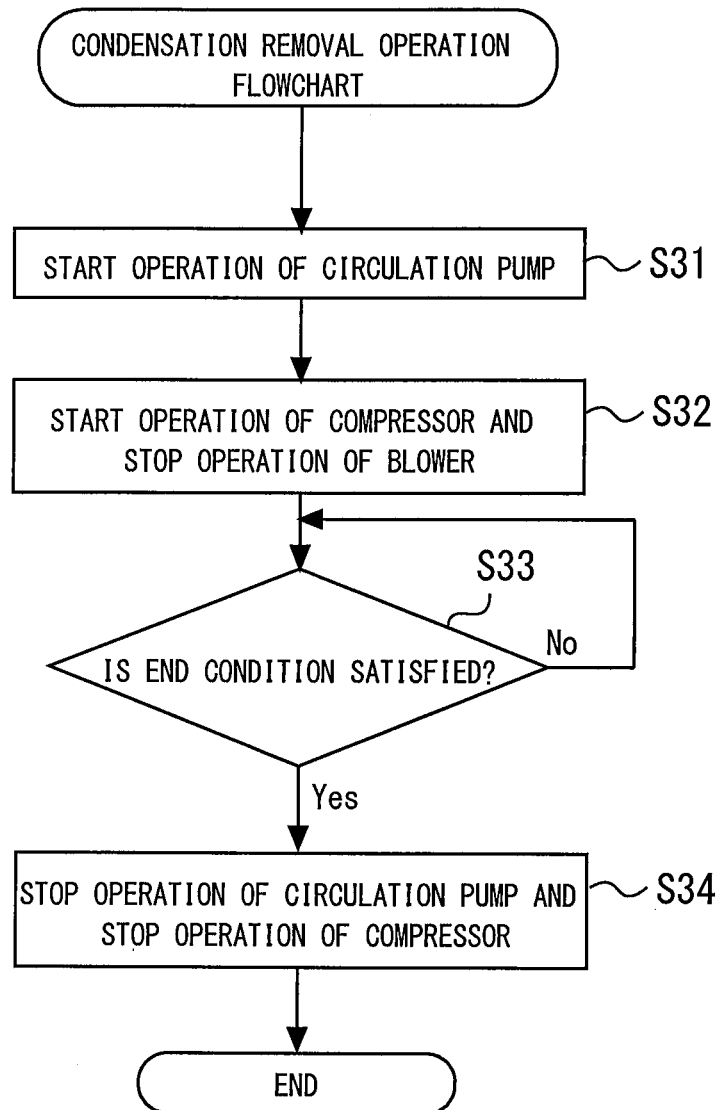 CONDENSATION REMOVAL OPERATION
FLOWCHART
START OPERATION OF CIRCULATION PUMP
S31
START OPERATION OF COMPRESSOR AND
STOP OPERATION OF BLOWER
S32
S33
IS END CONDITION SATISFIED?
No
Yes
STOP OPERATION OF CIRCULATION PUMP AND
STOP OPERATION OF COMPRESSOR
S34
END